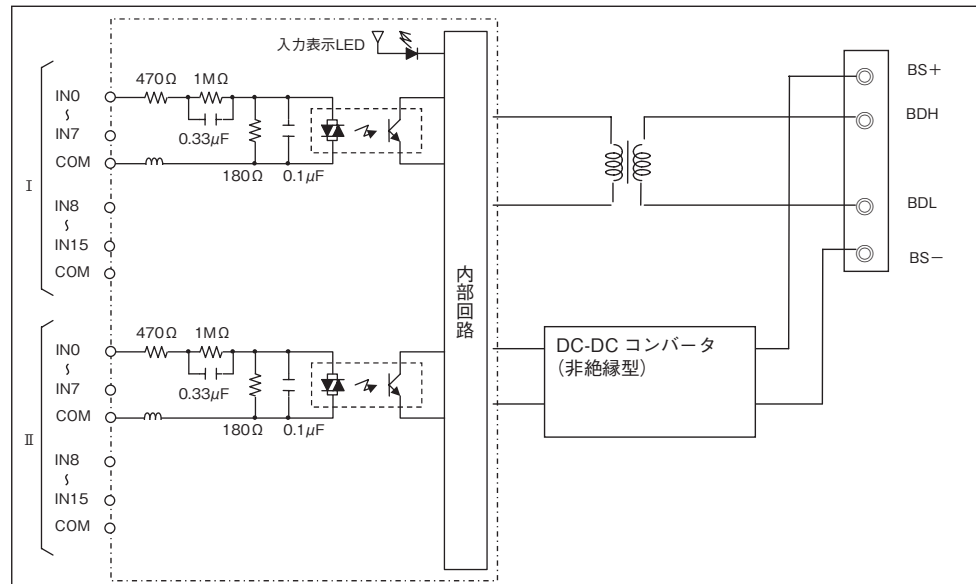 入力表示LED
470Ω 1MΩ
IN0
〜
IN7
0.33μF
COM
180Ω 0.1μF
Ⅰ
IN8
〜
IN15
COM
470Ω 1MΩ
IN0
〜
IN7
0.33μF
COM
180Ω 0.1μF
Ⅱ
IN8
〜
IN15
COM
内部回路
DC-DC コンバータ
(非絶縁型)
BS+
BDH
BDL
BS−